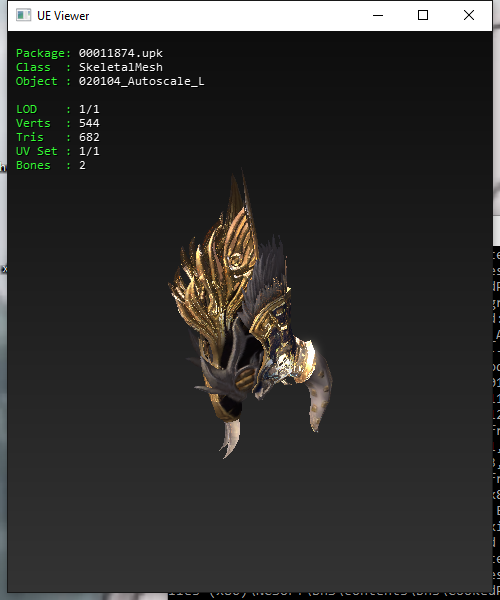 UE Viewer
Package: 00011874.upk
Class : SkeletalMesh
Object : 020104_Autoscale_L
LOD : 1/1
Verts : 544
Tris : 682
UV Set : 1/1
Bones : 2